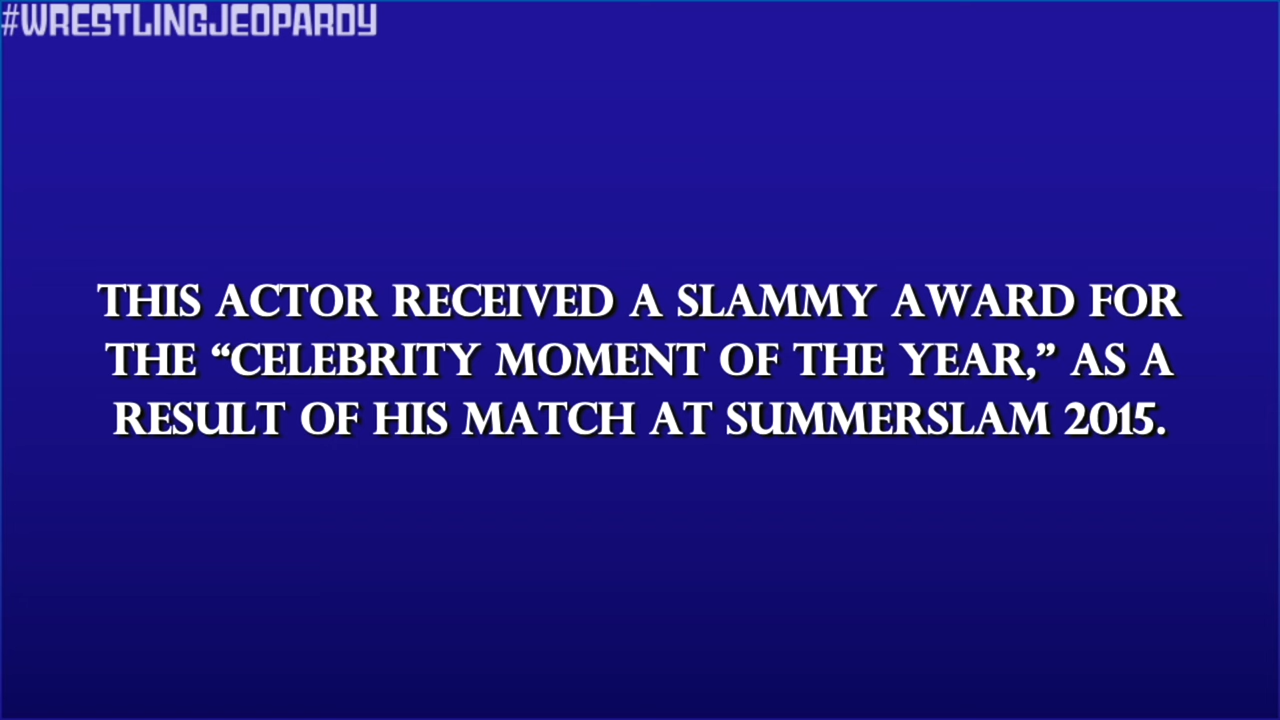 #WRESTLINGJEOPARDY
THIS ACTOR RECEIVED A SLAMMY AWARD FOR
THE “CELEBRITY MOMENT OF THE YEAR,” AS A
RESULT OF HIS MATCH AT SUMMERSLAM 2015.